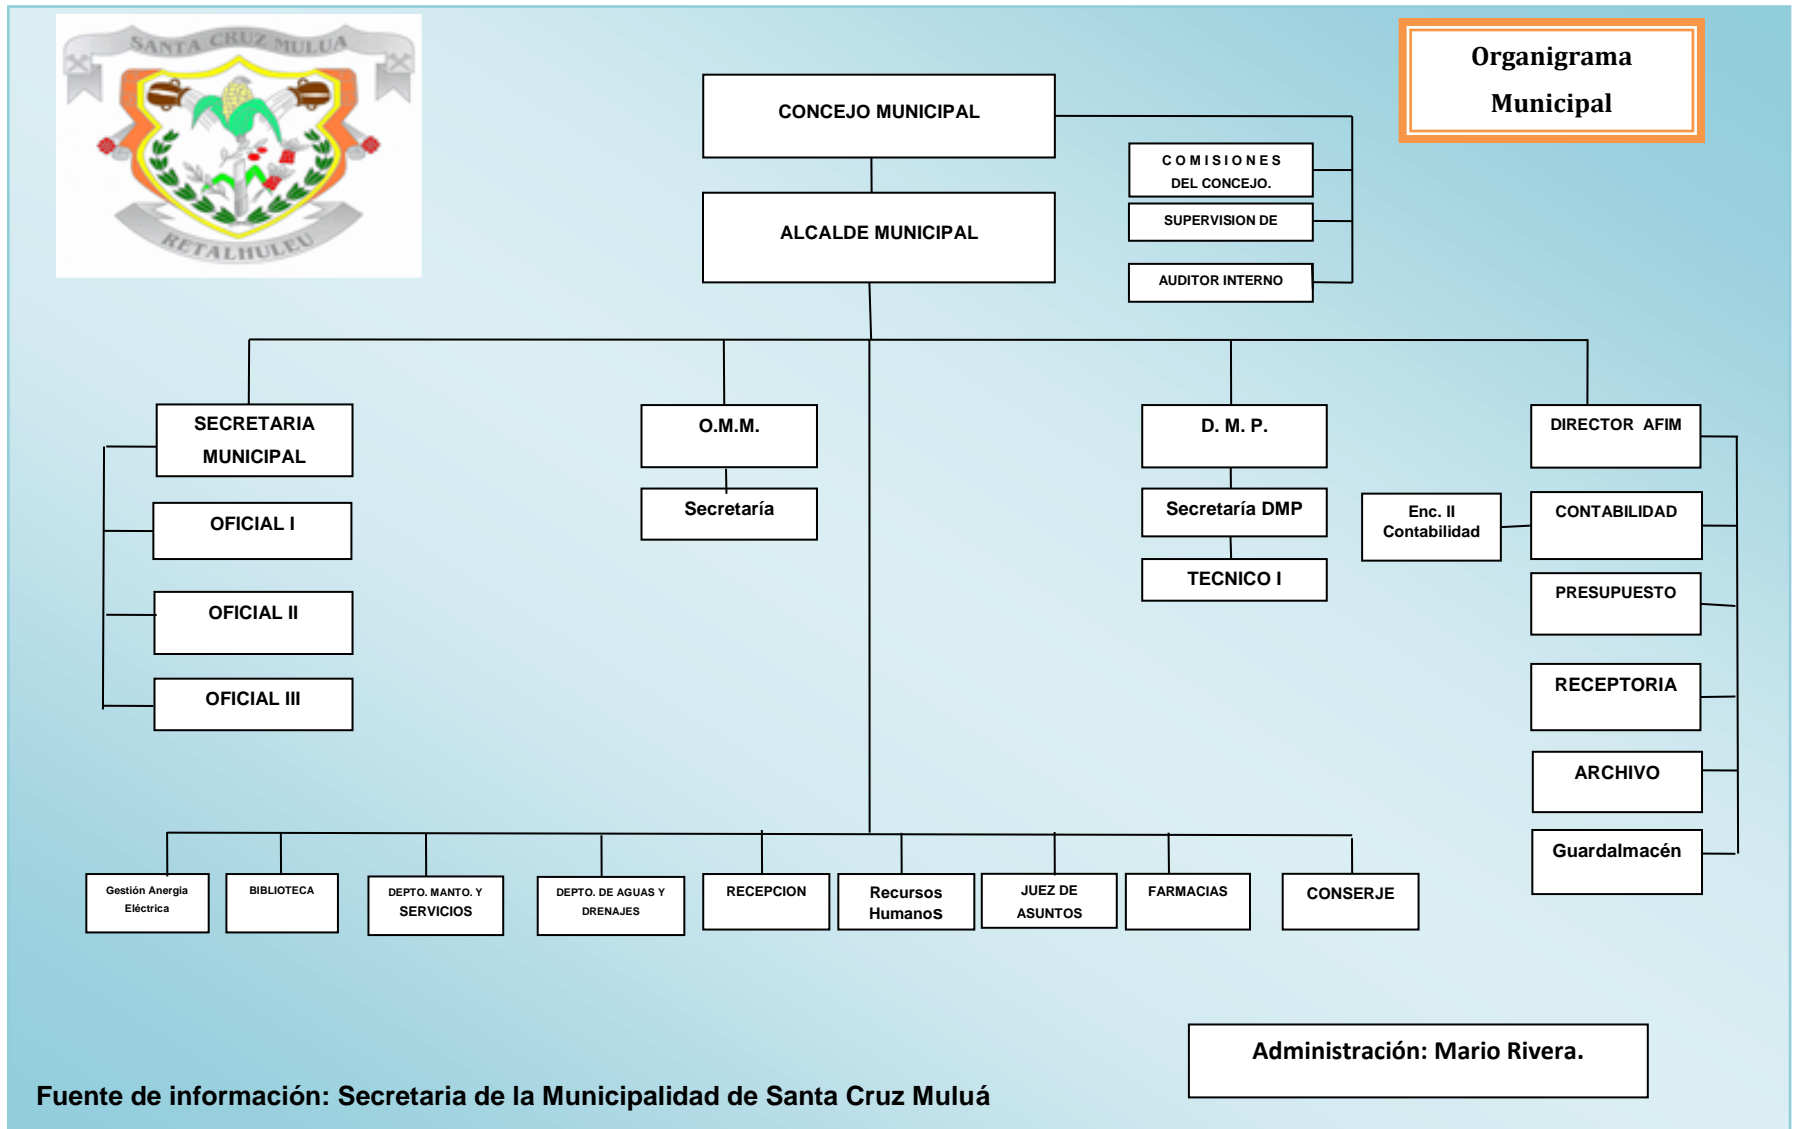 SANTA CRUZ MULUA
RETALHULEU
Organigrama
Municipal
CONCEJO MUNICIPAL
C O M I S I O N E S
DEL CONCEJO.
SUPERVISION DE
ALCALDE MUNICIPAL
AUDITOR INTERNO
SECRETARIA
MUNICIPAL
O.M.M.
D. M. P.
DIRECTOR AFIM
OFICIAL I
Secretaría
Secretaría DMP
Enc. II
Contabilidad
CONTABILIDAD
TECNICO I
PRESUPUESTO
OFICIAL II
OFICIAL III
RECEPTORIA
ARCHIVO
Guardalmacén
Gestión Anergia
Eléctrica
BIBLIOTECA
DEPTO. MANTO. Y
SERVICIOS
DEPTO. DE AGUAS Y
DRENAJES
RECEPCION
Recursos
Humanos
JUEZ DE
ASUNTOS
FARMACIAS
CONSERJE
Administración: Mario Rivera.
Fuente de información: Secretaria de la Municipalidad de Santa Cruz Muluá